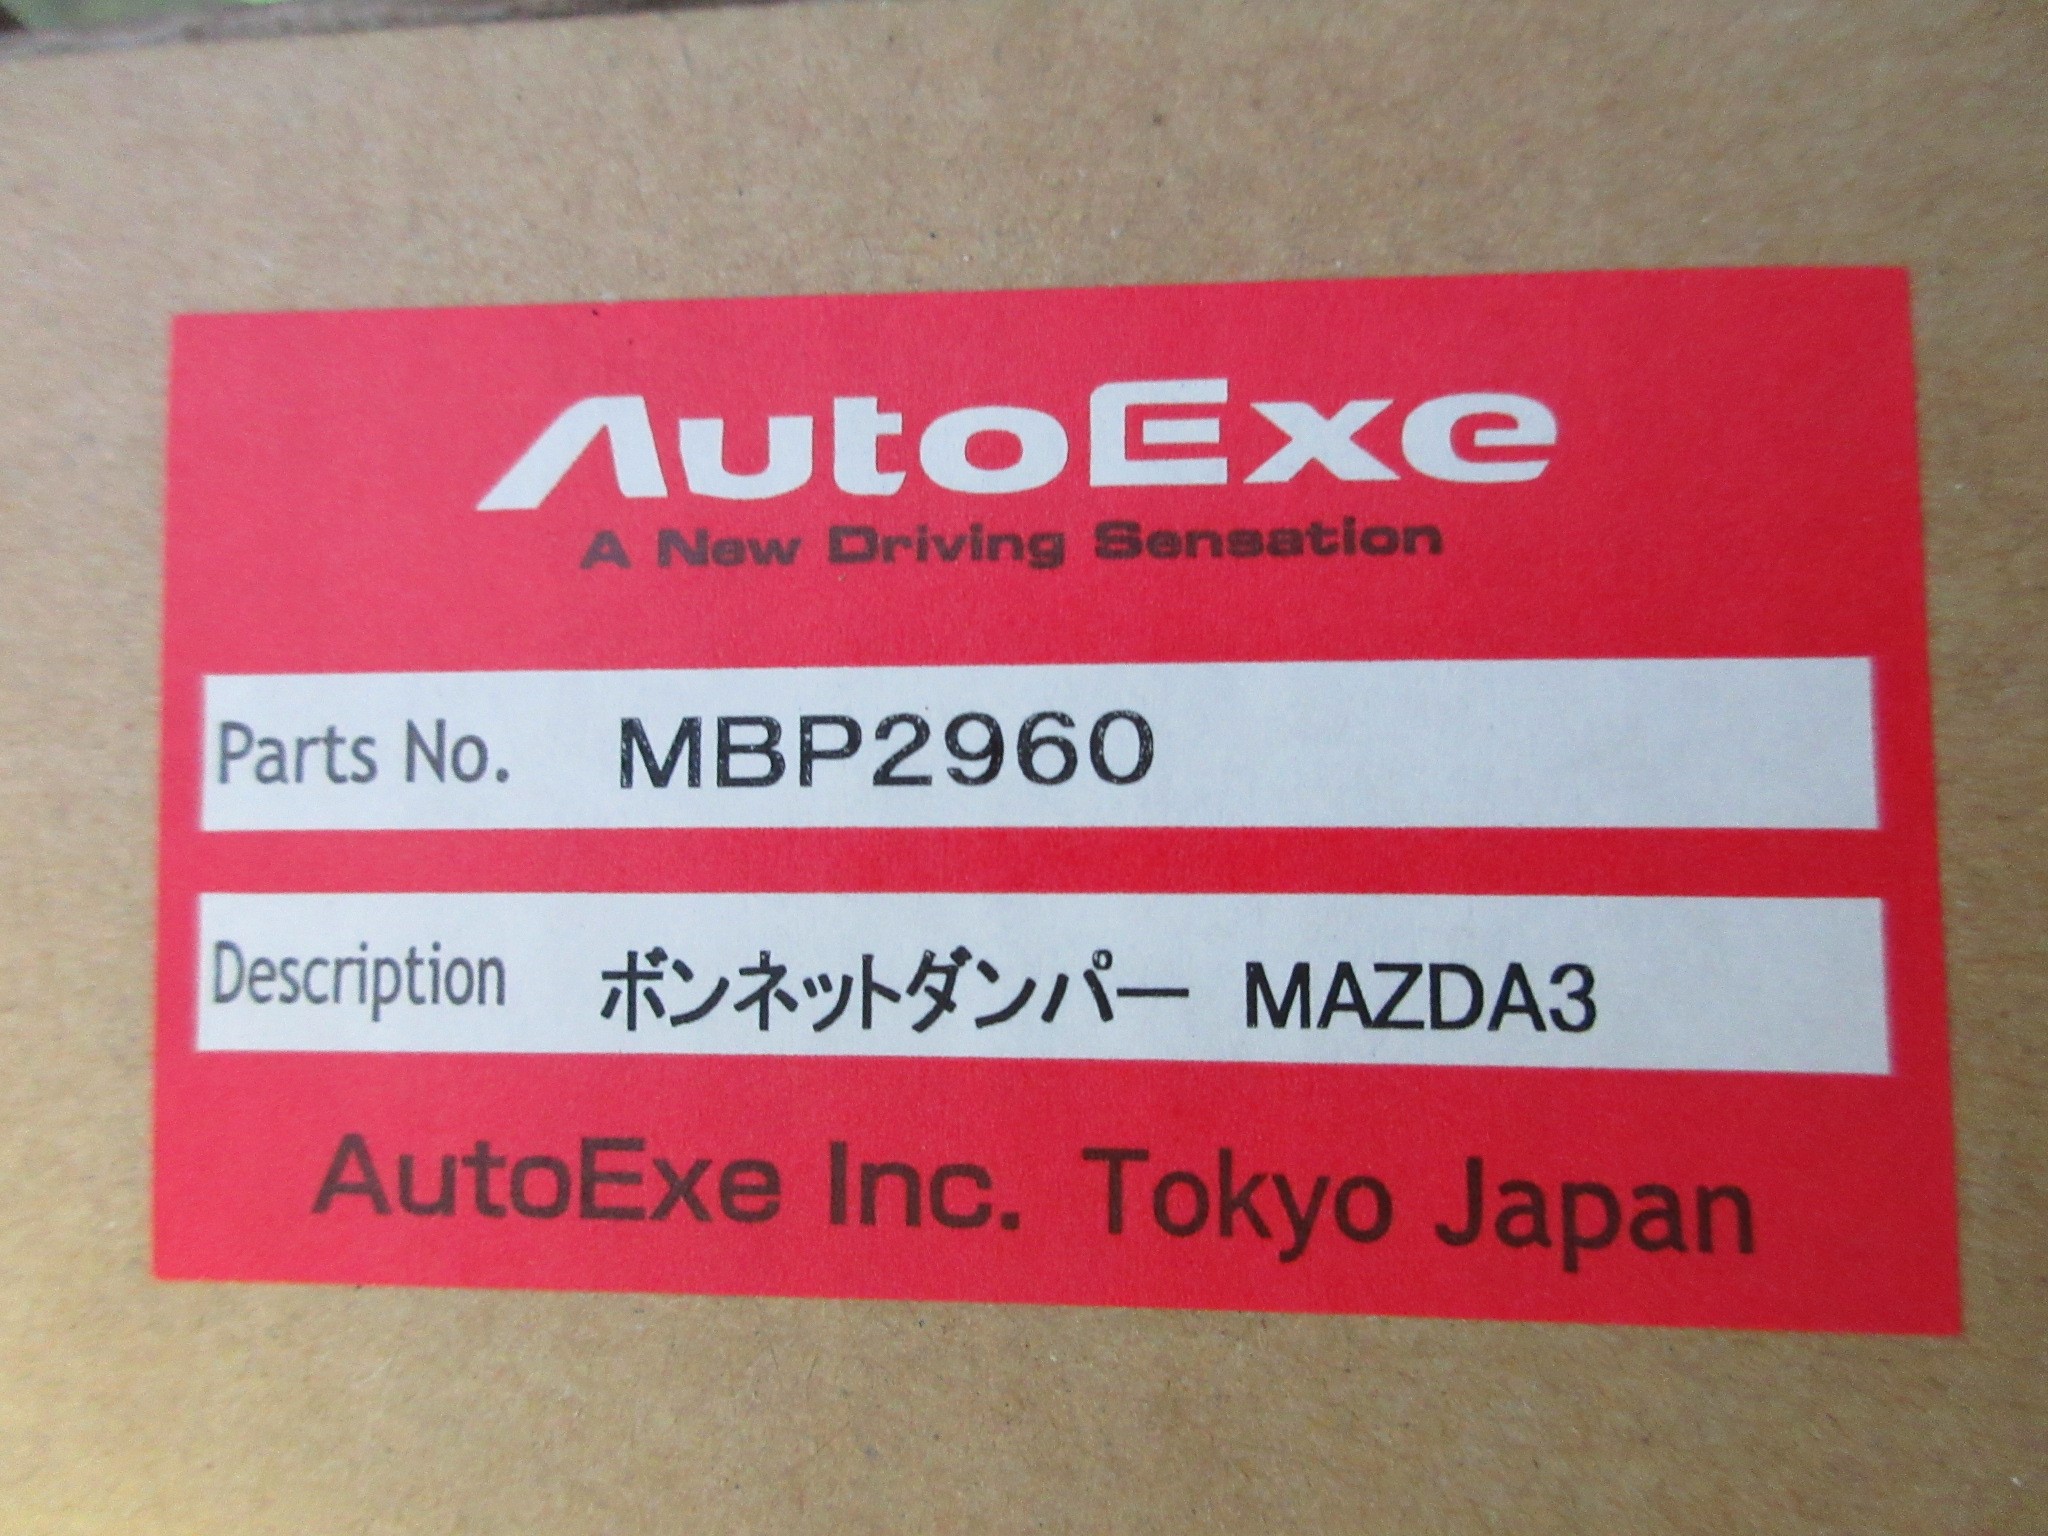 AutoExe
A New Driving Sensation
Parts No. MBP2960
Description ボンネットダンパー MAZDA3
AutoExe Inc. Tokyo Japan